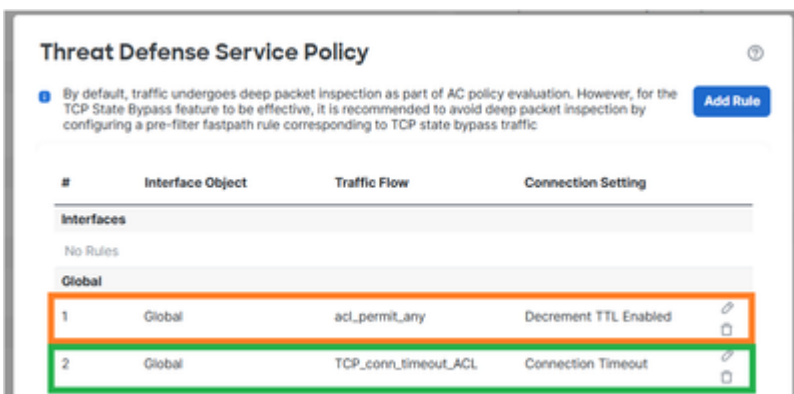 Threat Defense Service Policy
By default, traffic undergoes deep packet inspection as part of AC policy evaluation. However, for the
TCP State Bypass feature to be effective, it is recommended to avoid deep packet inspection by
configuring a pre-filter fastpath rule corresponding to TCP state bypass traffic
Add Rule
# Interface Object Traffic Flow Connection Setting
Interfaces
No Rules
Global
1 Global acl_permit_any Decrement TTL Enabled
2 Global TCP_conn_timeout_ACL Connection Timeout